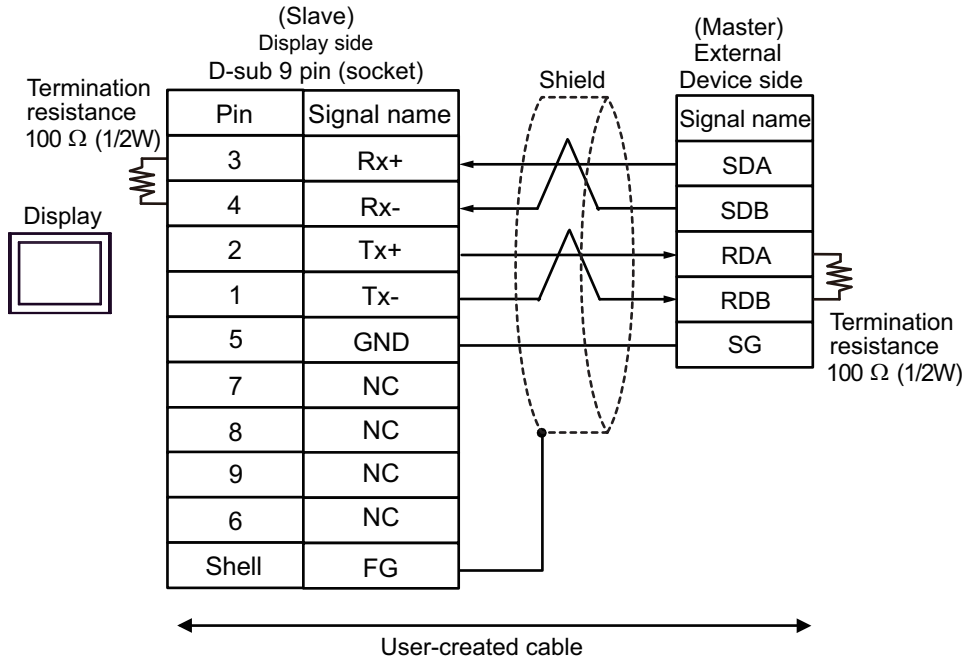 (Slave)
Display side
D-sub 9 pin (socket)
(Master)
External
Device side
Termination
resistance
100 Ω (1/2W)
Shield
Pin Signal name
Signal name
3 Rx+
SDA
4 Rx-
SDB
Display
2 Tx+
RDA
1 Tx-
RDB
5 GND
SG
Termination
resistance
100 Ω (1/2W)
7 NC
8 NC
9 NC
6 NC
Shell FG
User-created cable